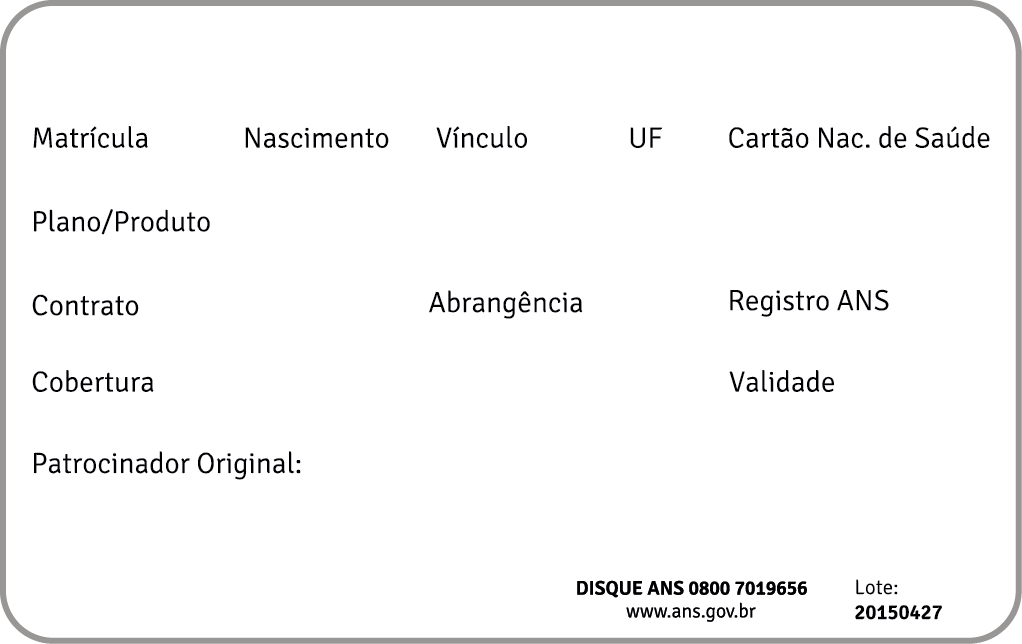 Matrícula Nascimento Vínculo UF Cartão Nac. de Saúde
Plano/Produto
Contrato Abrangência Registro ANS
Cobertura Validade
Patrocinador Original:
DISQUE ANS 0800 7019656 Lote:
www.ans.gov.br 20150427